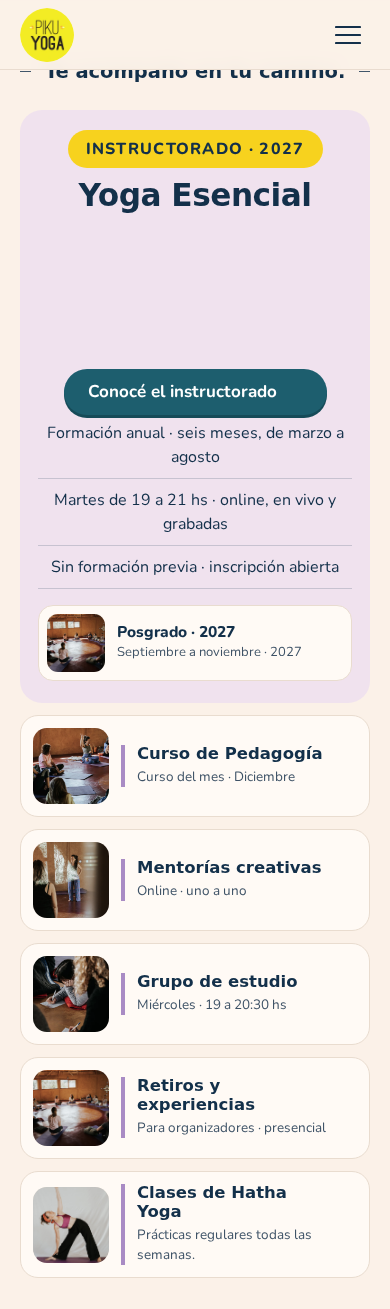 PIKU
YOGA
Te acompaño en tu camino.
INSTRUCTORADO · 2027
Yoga Esencial
Conocé el instructorado
Formación anual · seis meses, de marzo a
agosto
Martes de 19 a 21 hs · online, en vivo y
grabadas
Sin formación previa · inscripción abierta
Posgrado · 2027
Septiembre a noviembre · 2027
Curso de Pedagogía
Curso del mes · Diciembre
Mentorías creativas
Online · uno a uno
Grupo de estudio
Miércoles · 19 a 20:30 hs
Retiros y
experiencias
Para organizadores · presencial
Clases de Hatha
Yoga
Prácticas regulares todas las
semanas.